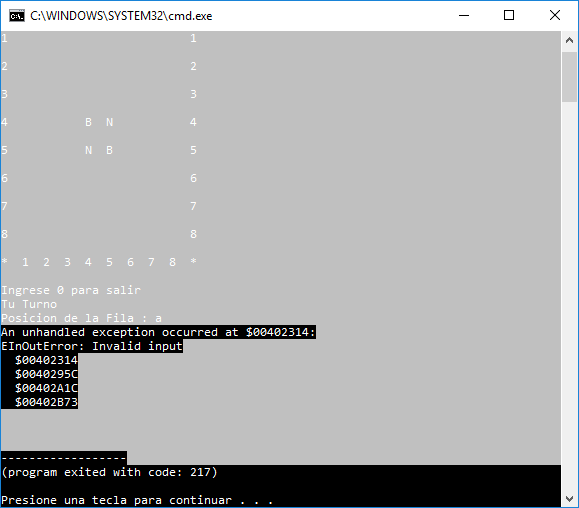 C:\WINDOWS\SYSTEM32\cmd.exe
1 1
2 2
3 3
4 B N 4
5 N B 5
6 6
7 7
8 8
* 1 2 3 4 5 6 7 8 *
Ingrese 0 para salir
Tu Turno
Posicion de la Fila : a
An unhandled exception occurred at $00402314:
EInOutError: Invalid input
$00402314
$0040295C
$00402A1C
$00402B73
------------------
(program exited with code: 217)
Presione una tecla para continuar . . .